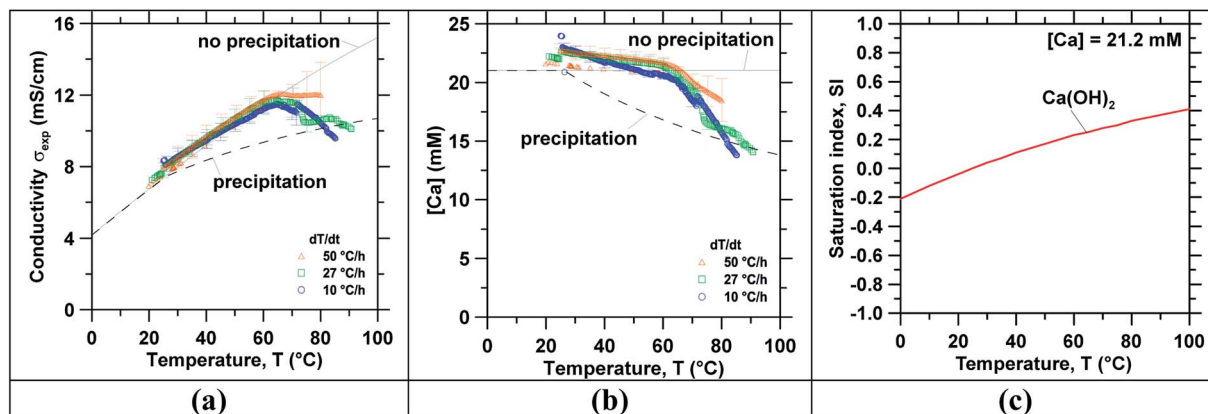 16
12
8
4
0
Conductivity σexp (mS/cm)
no precipitation
precipitation
dT/dt
50 °C/h
27 °C/h
10 °C/h
0 20 40 60 80 100
Temperature, T (°C)
(a)
25
20
15
10
5
0
[Ca] (mM)
no precipitation
precipitation
dT/dt
50 °C/h
27 °C/h
10 °C/h
0 20 40 60 80 100
Temperature, T (°C)
(b)
1.0
0.8
0.6
0.4
0.2
0.0
-0.2
-0.4
-0.6
-0.8
-1.0
Saturation index, SI
[Ca] = 21.2 mM
Ca(OH)2
0 20 40 60 80 100
Temperature, T (°C)
(c)